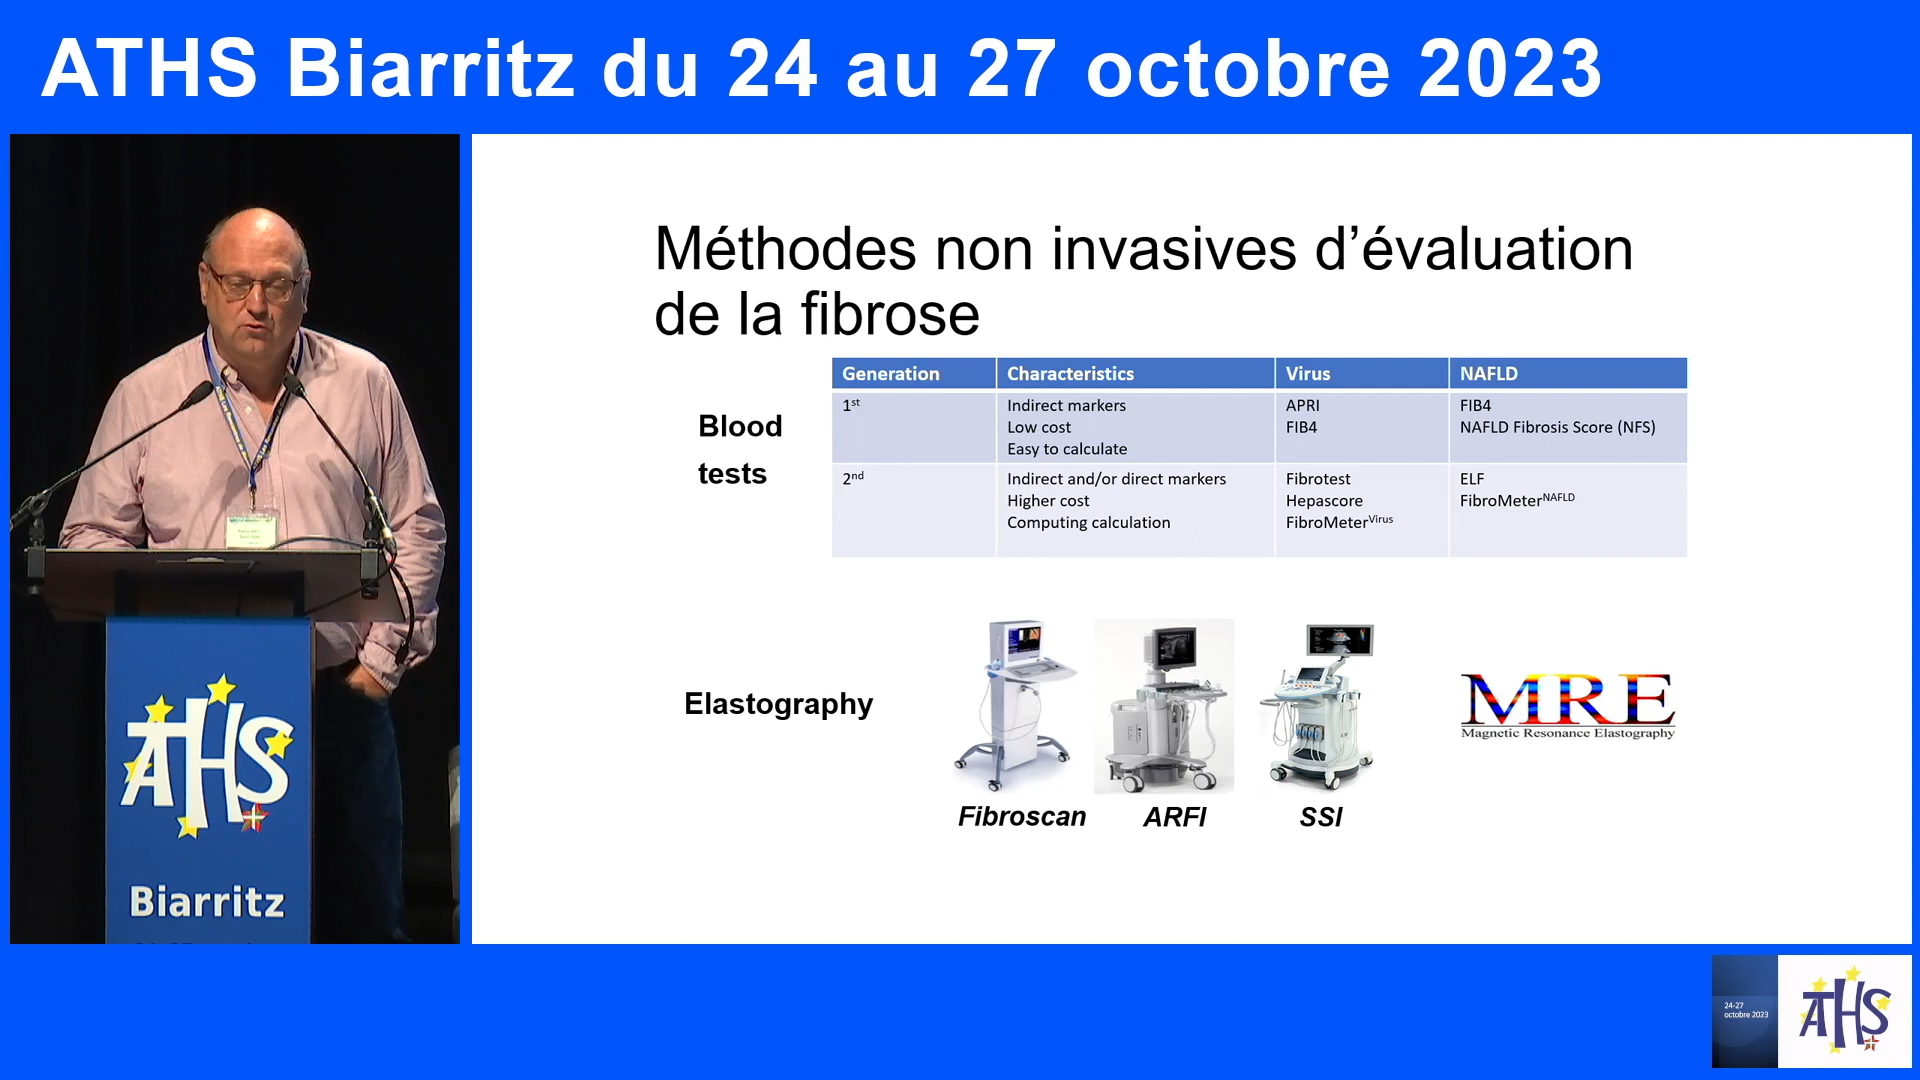 ATHS Biarritz du 24 au 27 octobre 2023
ATHS
Biarritz
Méthodes non invasives d’évaluation
de la fibrose
Blood
tests
Generation Characteristics Virus NAFLD
1st Indirect markers APRI FIB4
Low cost FIB4 NAFLD Fibrosis Score (NFS)
Easy to calculate
2nd Indirect and/or direct markers Fibrotest ELF
Higher cost Hepascore FibroMeterNAFLD
Computing calculation FibroMeterVirus
Elastography
MRE
Magnetic Resonance Elastography
Fibroscan ARFI SSI
24-27
octobre 2023
ATHS